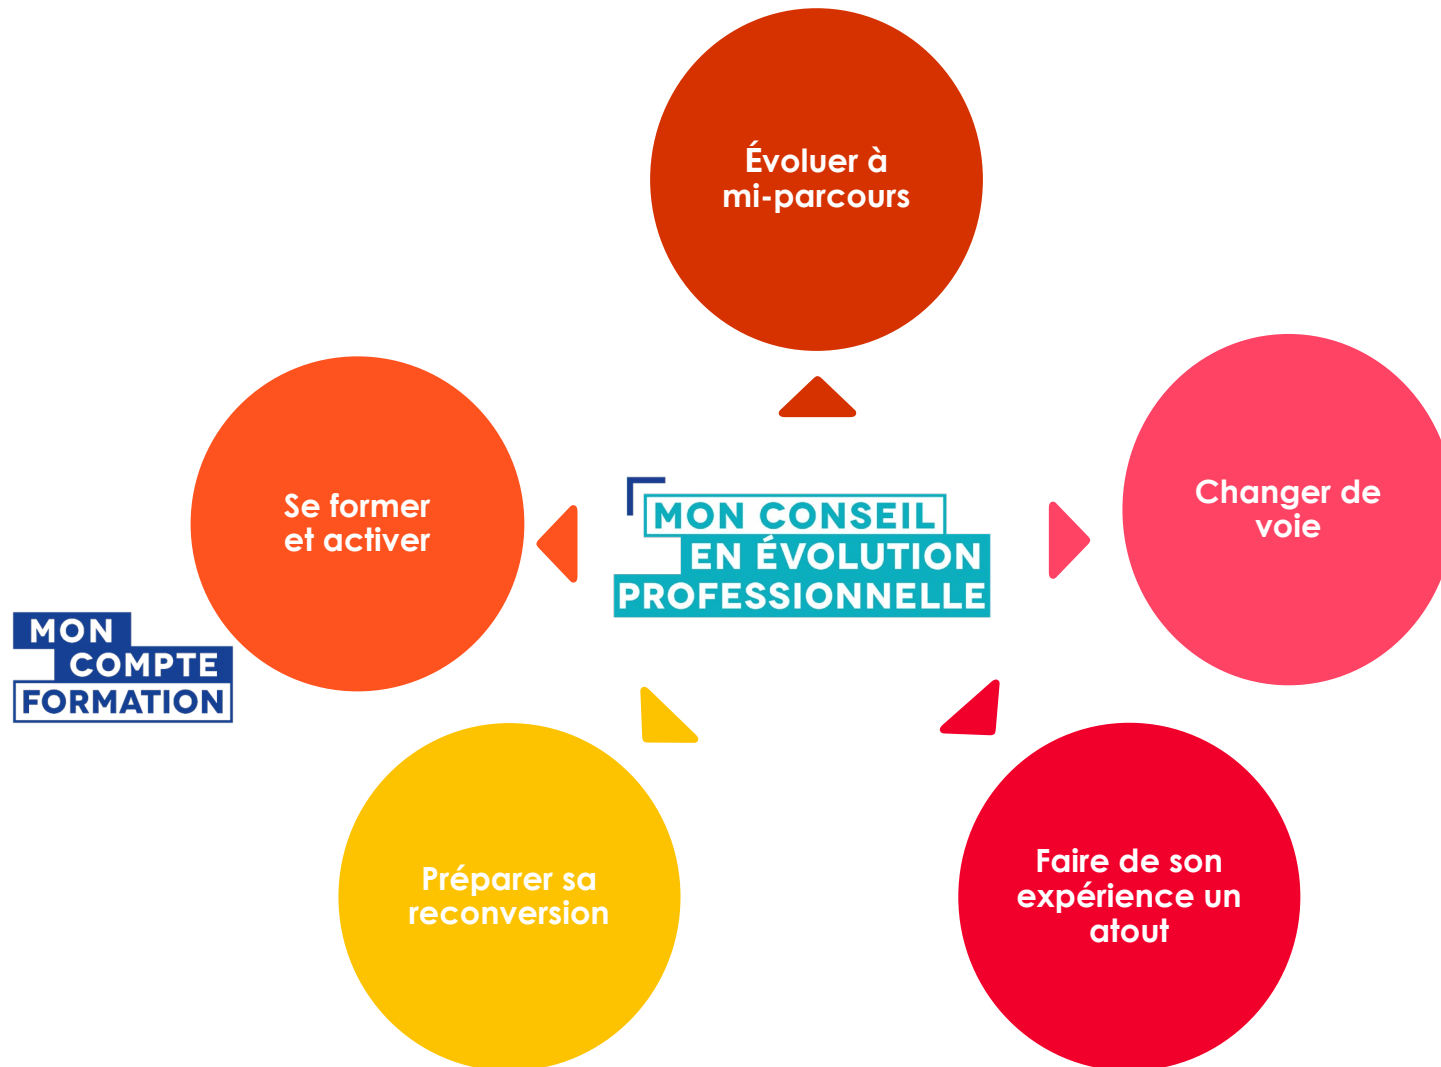 Évoluer à
mi-parcours
Changer de
voie
Se former
et activer
MON CONSEIL
EN ÉVOLUTION
PROFESSIONNELLE
MON
COMPTE
FORMATION
Préparer sa
reconversion
Faire de son
expérience un
atout